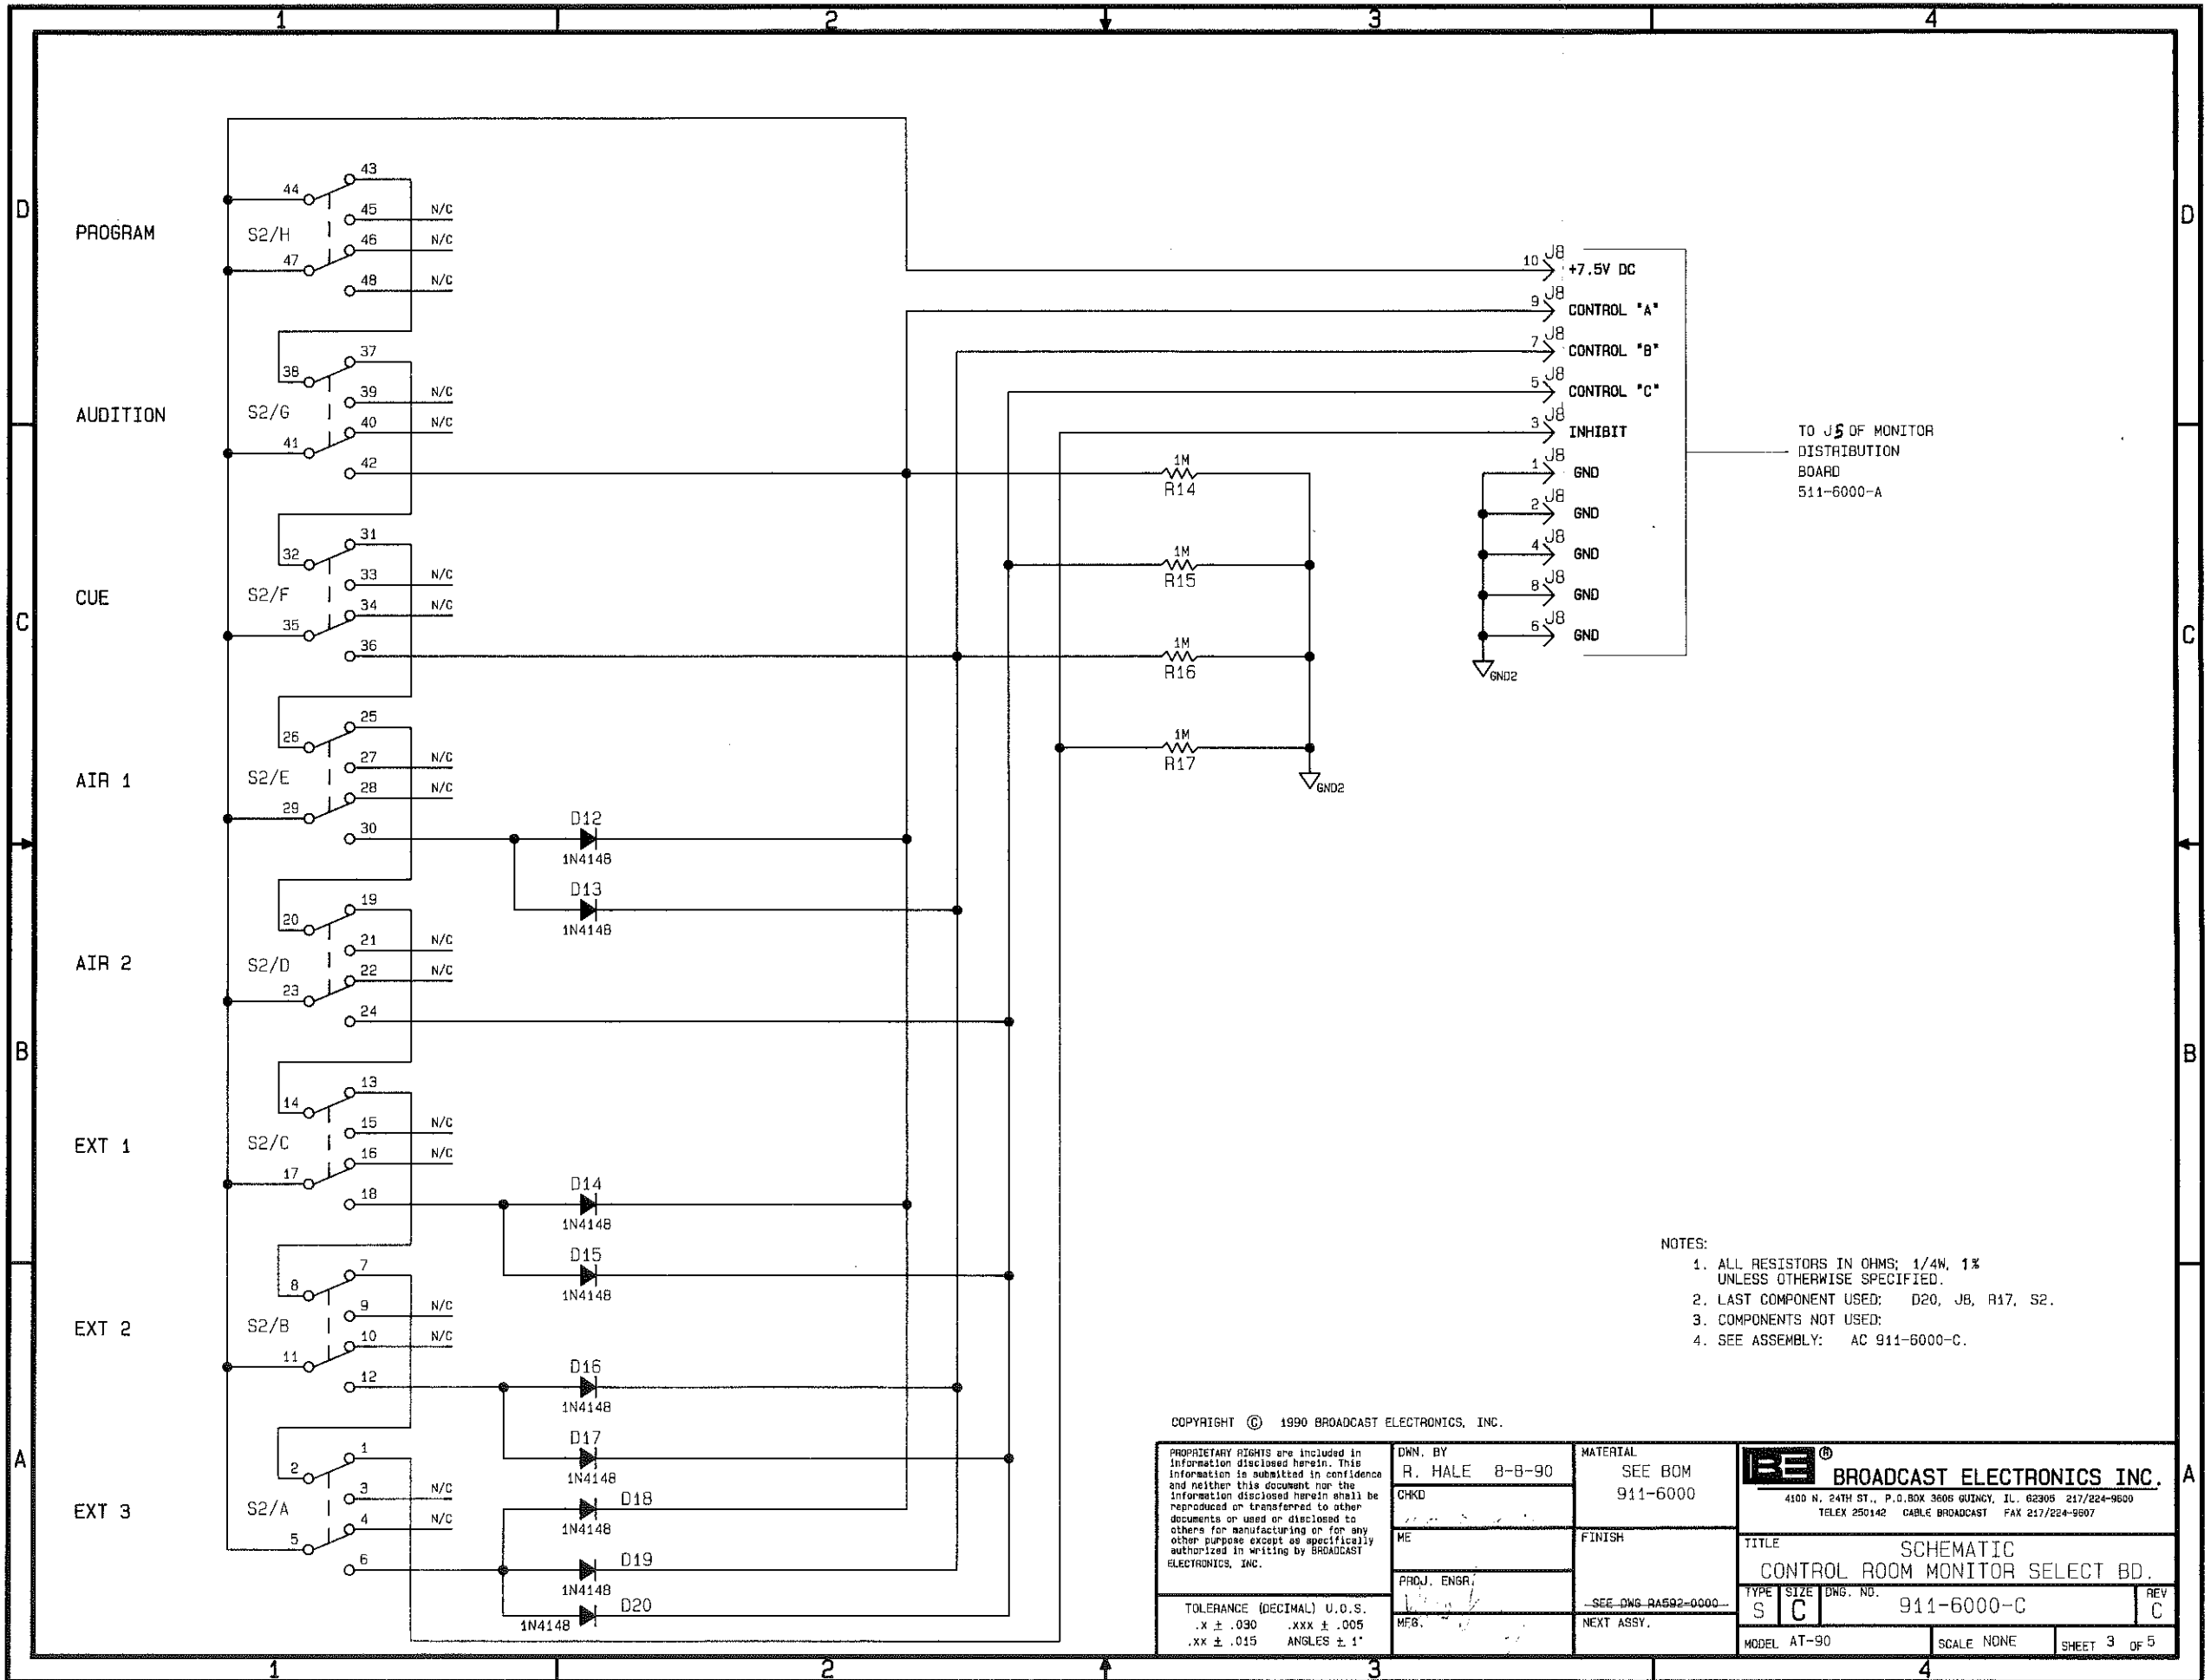 1 2 3 4
D
D
C
C
B
B
A
A
PROGRAM
S2/H
44
43
45 N/C
46 N/C
47
48 N/C
AUDITION
S2/G
38
37
39 N/C
40 N/C
41
42
CUE
S2/F
32
31
33 N/C
34 N/C
35
36
AIR 1
S2/E
26
25
27 N/C
28 N/C
29
30
AIR 2
S2/D
20
19
21 N/C
22 N/C
23
24
EXT 1
S2/C
14
13
15 N/C
16 N/C
17
18
EXT 2
S2/B
8
7
9 N/C
10 N/C
11
12
EXT 3
S2/A
2
1
3 N/C
4 N/C
5
6
D12
1N4148
D13
1N4148
D14
1N4148
D15
1N4148
D16
1N4148
D17
1N4148
D18
1N4148
D19
1N4148
D20
1N4148
1M
R14
1M
R15
1M
R16
1M
R17
GND2
10 J8 +7.5V DC
9 J8 CONTROL "A"
7 J8 CONTROL "B"
5 J8 CONTROL "C"
3 J8 INHIBIT
1 J8 GND
2 J8 GND
4 J8 GND
8 J8 GND
6 J8 GND
GND2
TO J5 OF MONITOR
DISTRIBUTION
BOARD
511-6000-A
NOTES:
1. ALL RESISTORS IN OHMS; 1/4W, 1%
UNLESS OTHERWISE SPECIFIED.
2. LAST COMPONENT USED: D20, J8, R17, S2.
3. COMPONENTS NOT USED:
4. SEE ASSEMBLY: AC 911-6000-C.
COPYRIGHT © 1990 BROADCAST ELECTRONICS, INC.
PROPRIETARY RIGHTS are included in
information disclosed herein. This
information is submitted in confidence
and neither this document nor the
information disclosed herein shall be
reproduced or transferred to other
documents or used or disclosed to
others for manufacturing or for any
other purpose except as specifically
authorized in writing by BROADCAST
ELECTRONICS, INC.
TOLERANCE (DECIMAL) U.O.S.
.X ± .030 .XXX ± .005
.XX ± .015 ANGLES ± 1°
DWN. BY
R. HALE 8-8-90
CHKD
ME
PROJ. ENGR
MFG.
MATERIAL
SEE BOM
911-6000
FINISH
SEE DWG RA592-0000
NEXT ASSY.
BE ®
BROADCAST ELECTRONICS INC.
4100 N. 24TH ST., P.O.BOX 3606 QUINCY, IL. 62305 217/224-9600
TELEX 250142 CABLE BROADCAST FAX 217/224-9607
TITLE
SCHEMATIC
CONTROL ROOM MONITOR SELECT BD.
TYPE S
SIZE C
DWG. NO. 911-6000-C
REV C
MODEL AT-90
SCALE NONE
SHEET 3 OF 5
1 2 3 4